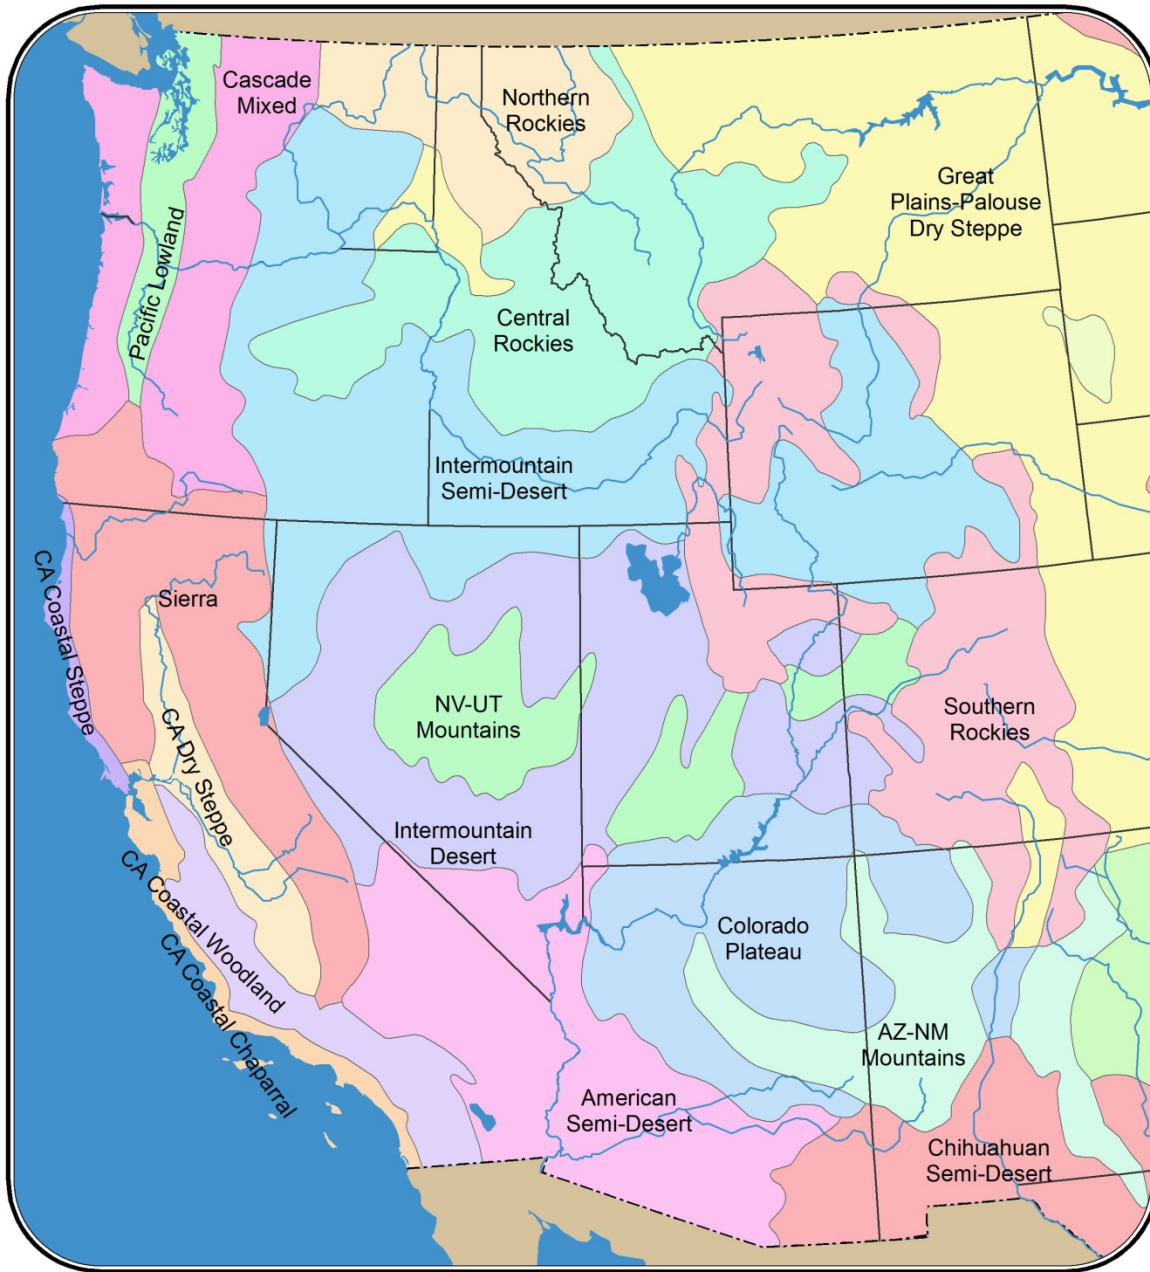 Cascade
Mixed
Northern
Rockies
Great
Plains-Palouse
Dry Steppe
Pacific Lowland
Central
Rockies
Intermountain
Semi-Desert
CA Coastal Steppe
Sierra
NV-UT
Mountains
Southern
Rockies
CA Dry Steppe
Intermountain
Desert
CA Coastal Woodland
Colorado
Plateau
CA Coastal Chaparral
AZ-NM
Mountains
American
Semi-Desert
Chihuahuan
Semi-Desert